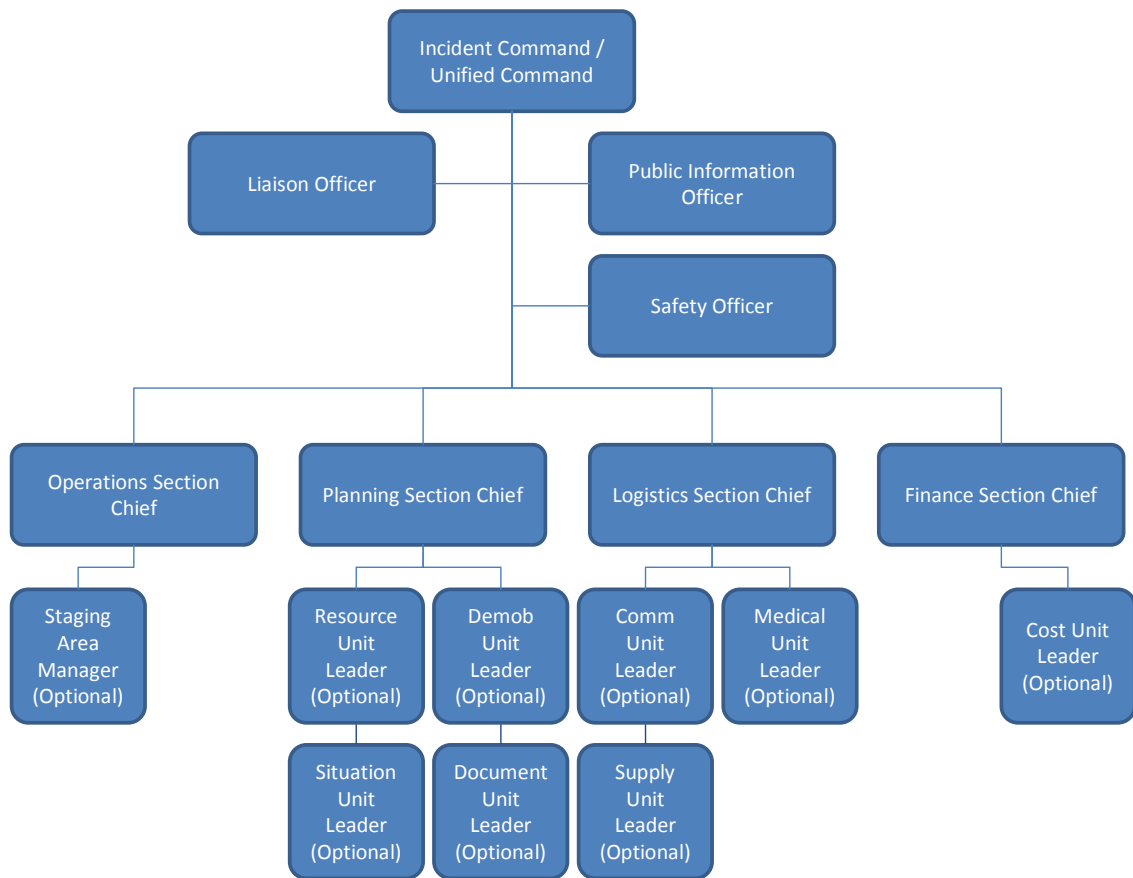 Incident Command /
Unified Command
Liaison Officer
Public Information
Officer
Safety Officer
Operations Section
Chief
Planning Section Chief
Logistics Section Chief
Finance Section Chief
Staging
Area
Manager
(Optional)
Resource
Unit
Leader
(Optional)
Demob
Unit
Leader
(Optional)
Comm
Unit
Leader
(Optional)
Medical
Unit
Leader
(Optional)
Cost Unit
Leader
(Optional)
Situation
Unit
Leader
(Optional)
Document
Unit
Leader
(Optional)
Supply
Unit
Leader
(Optional)